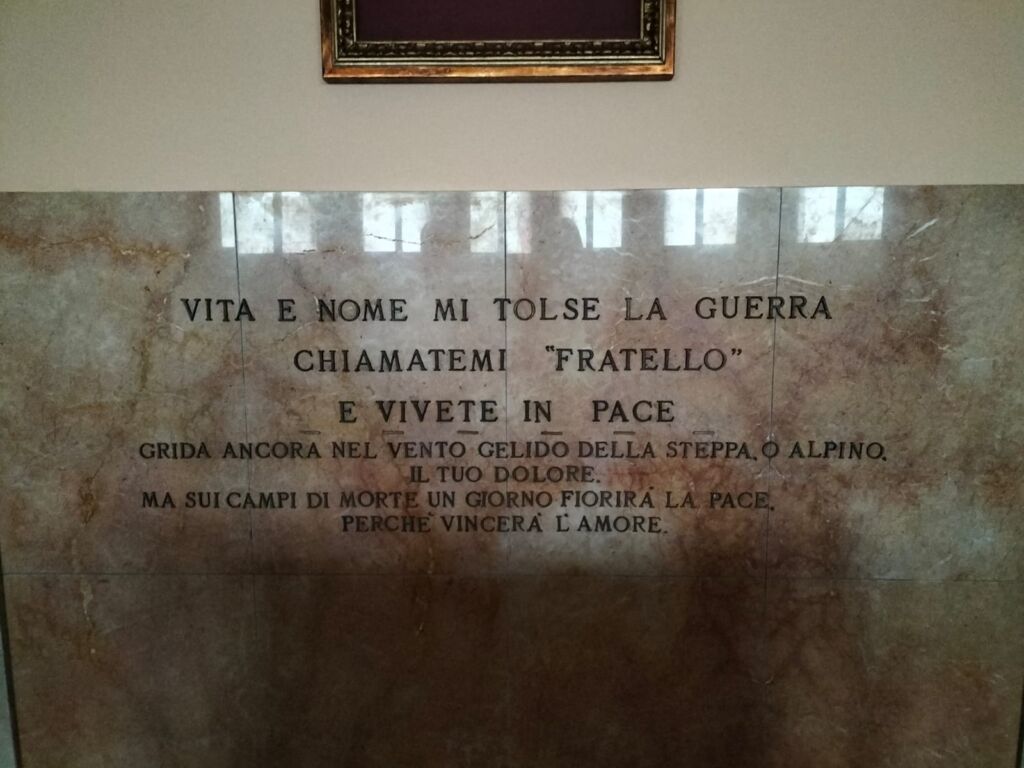 VITA E NOME MI TOLSE LA GUERRA
CHIAMATEMI "FRATELLO"
E VIVETE IN PACE
GRIDA ANCORA NEL VENTO GELIDO DELLA STEPPA, O ALPINO,
IL TUO DOLORE.
MA SUI CAMPI DI MORTE UN GIORNO FIORIRÀ LA PACE,
PERCHÈ VINCERÀ L'AMORE.